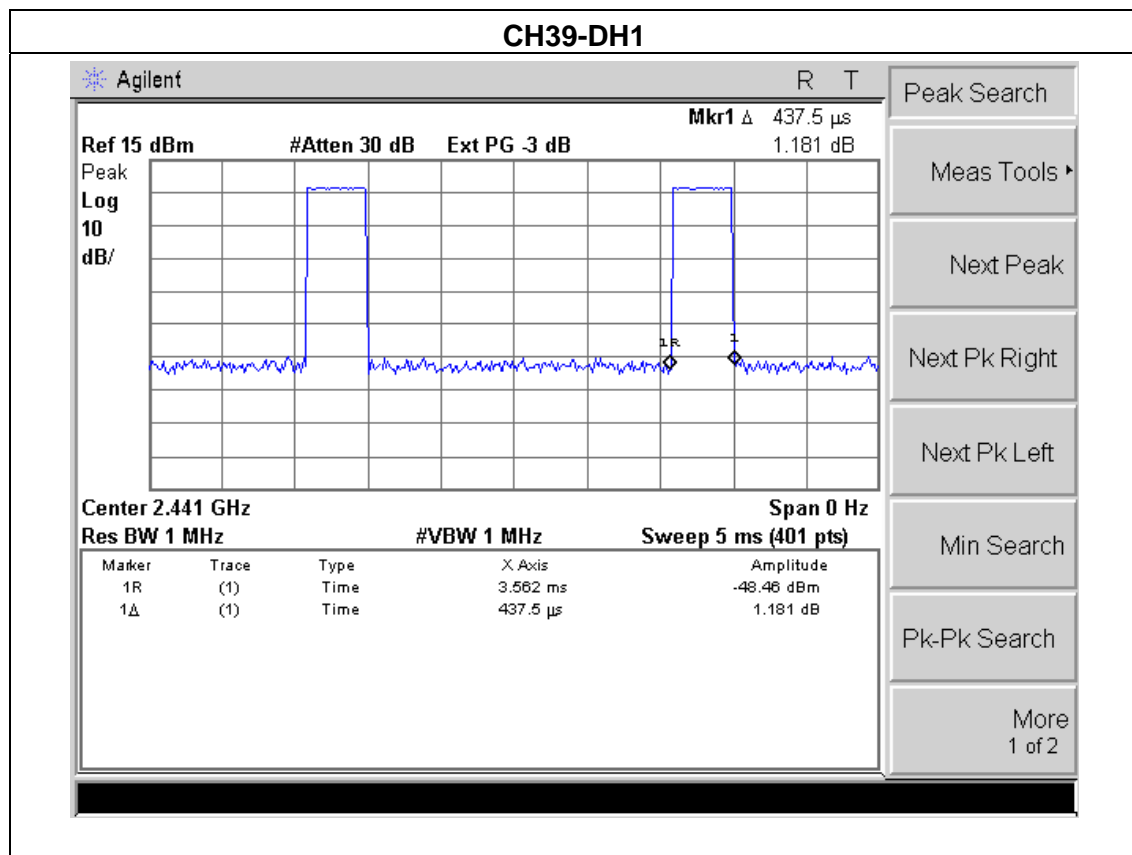 CH39-DH1
Agilent R T
Peak Search
Mkr1 Δ 437.5 µs
Ref 15 dBm #Atten 30 dB Ext PG -3 dB 1.181 dB
Peak
Log
10
dB/
1R 1
Center 2.441 GHz Span 0 Hz
Res BW 1 MHz #VBW 1 MHz Sweep 5 ms (401 pts)
Marker Trace Type X Axis Amplitude
1R (1) Time 3.562 ms -48.46 dBm
1Δ (1) Time 437.5 µs 1.181 dB
Meas Tools
Next Peak
Next Pk Right
Next Pk Left
Min Search
Pk-Pk Search
More
1 of 2